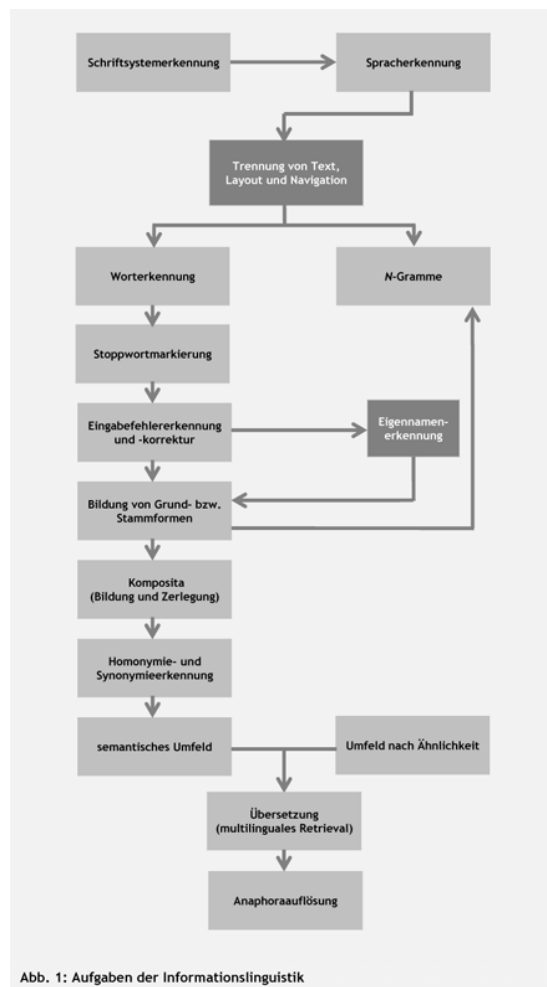 Schriftsystemerkennung
Spracherkennung
Trennung von Text,
Layout und Navigation
Worterkennung
N-Gramme
Stoppwortmarkierung
Eingabefehlererkennung
und -korrektur
Eigennamen-
erkennung
Bildung von Grund- bzw.
Stammformen
Komposita
(Bildung und Zerlegung)
Homonymie- und
Synonymieerkennung
semantisches Umfeld
Umfeld nach Ähnlichkeit
Übersetzung
(multilinguales Retrieval)
Anaphoraauflösung
Abb. 1: Aufgaben der Informationslinguistik